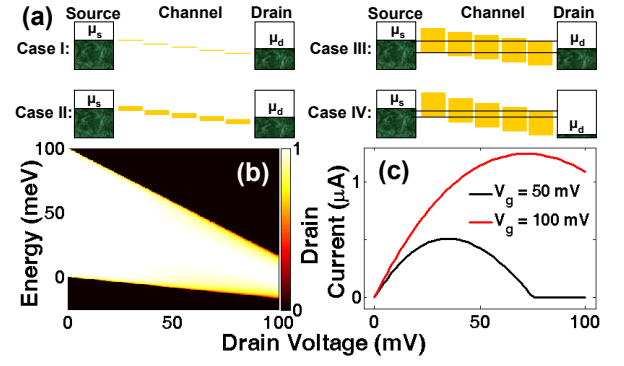 (a)
Source Channel Drain
μs
μd
Case I:
μs
μd
Case II:
Source Channel Drain
μs
μd
Case III:
μs
μd
Case IV:
(b)
100
50
0
Energy (meV)
0 50 100
1
0
Drain
(c)
1
0
Current (μA)
Vg = 50 mV
Vg = 100 mV
0 50 100
Drain Voltage (mV)